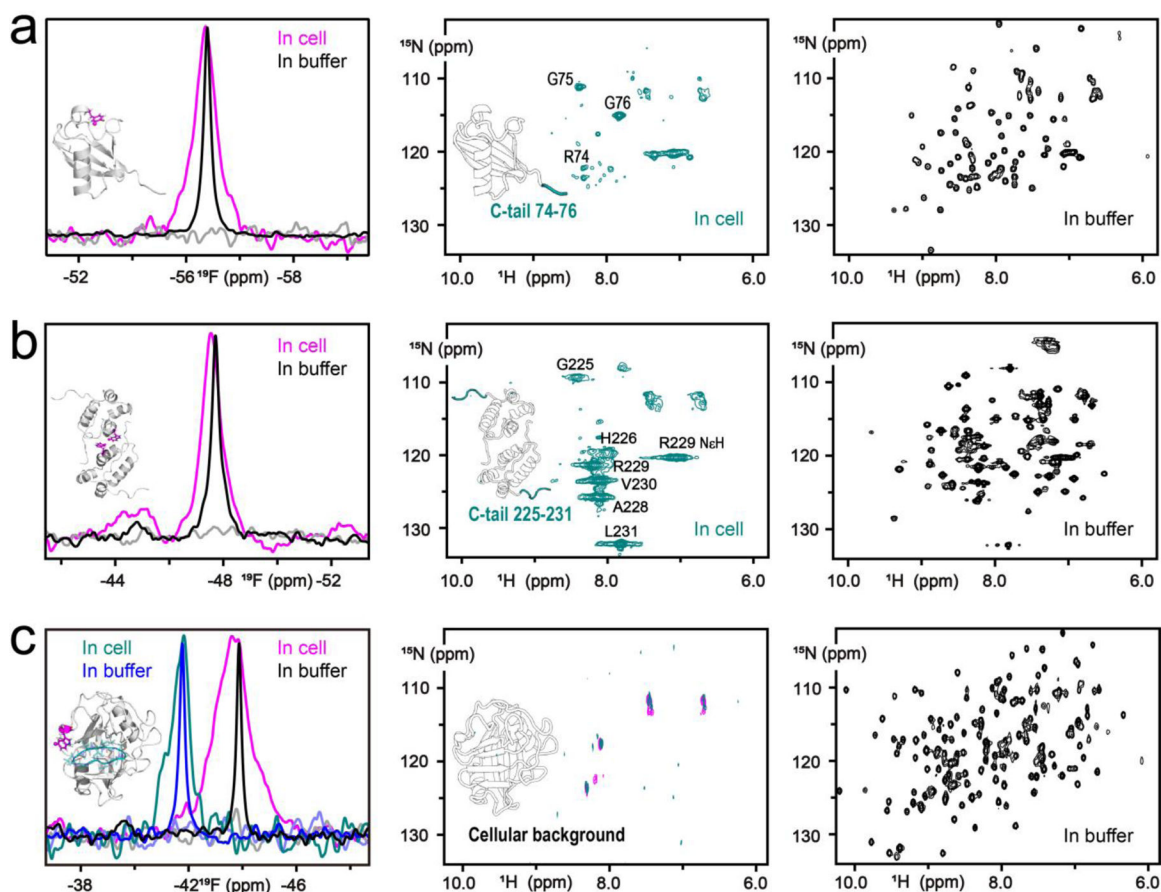 a
In cell
In buffer
-52 -56 ¹⁹F (ppm) -58
¹⁵N (ppm)
110
120
130
G75
G76
R74
C-tail 74-76
In cell
10.0 ¹H (ppm) 8.0 6.0
¹⁵N (ppm)
110
120
130
In buffer
10.0 ¹H (ppm) 8.0 6.0
b
In cell
In buffer
-44 -48 ¹⁹F (ppm) -52
¹⁵N (ppm)
110
120
130
G225
H226
R229 NεH
R229
V230
A228
C-tail 225-231
L231
In cell
10.0 ¹H (ppm) 8.0 6.0
¹⁵N (ppm)
110
120
130
In buffer
10.0 ¹H (ppm) 8.0 6.0
c
In cell In cell
In buffer In buffer
-38 -42 ¹⁹F (ppm) -46
¹⁵N (ppm)
110
120
130
Cellular background
10.0 ¹H (ppm) 8.0 6.0
¹⁵N (ppm)
110
120
130
In buffer
10.0 ¹H (ppm) 8.0 6.0